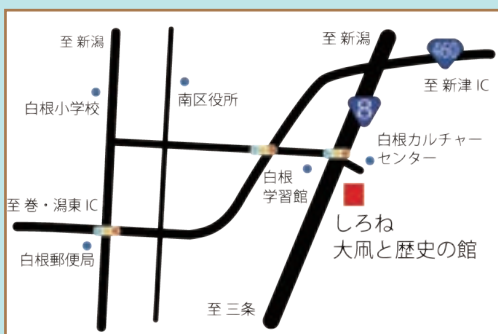 至 新潟
至 新潟
至 新津 IC
白根小学校
南区役所
8
白根カルチャー
センター
白根
学習館
至 巻・潟東 IC
しろね
大凧と歴史の館
白根郵便局
至 三条